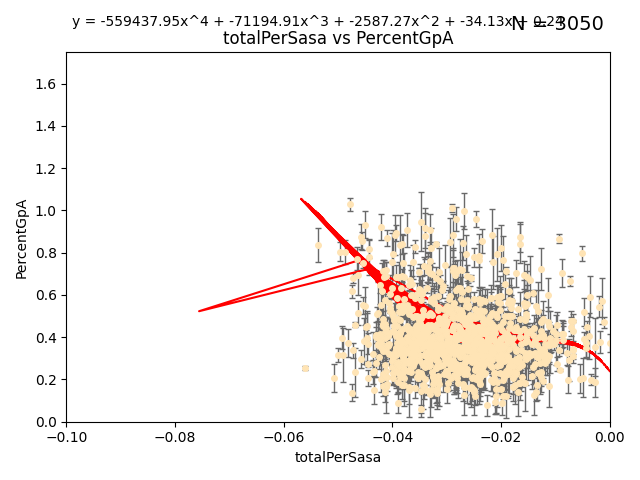 y = -559437.95x^4 + -71194.91x^3 + -2587.27x^2 + -34.13x + 0.24
N = 3050
totalPerSasa vs PercentGpA
1.6
1.4
1.2
1.0
0.8
0.6
0.4
0.2
0.0
PercentGpA
−0.10 −0.08 −0.06 −0.04 −0.02 0.00
totalPerSasa